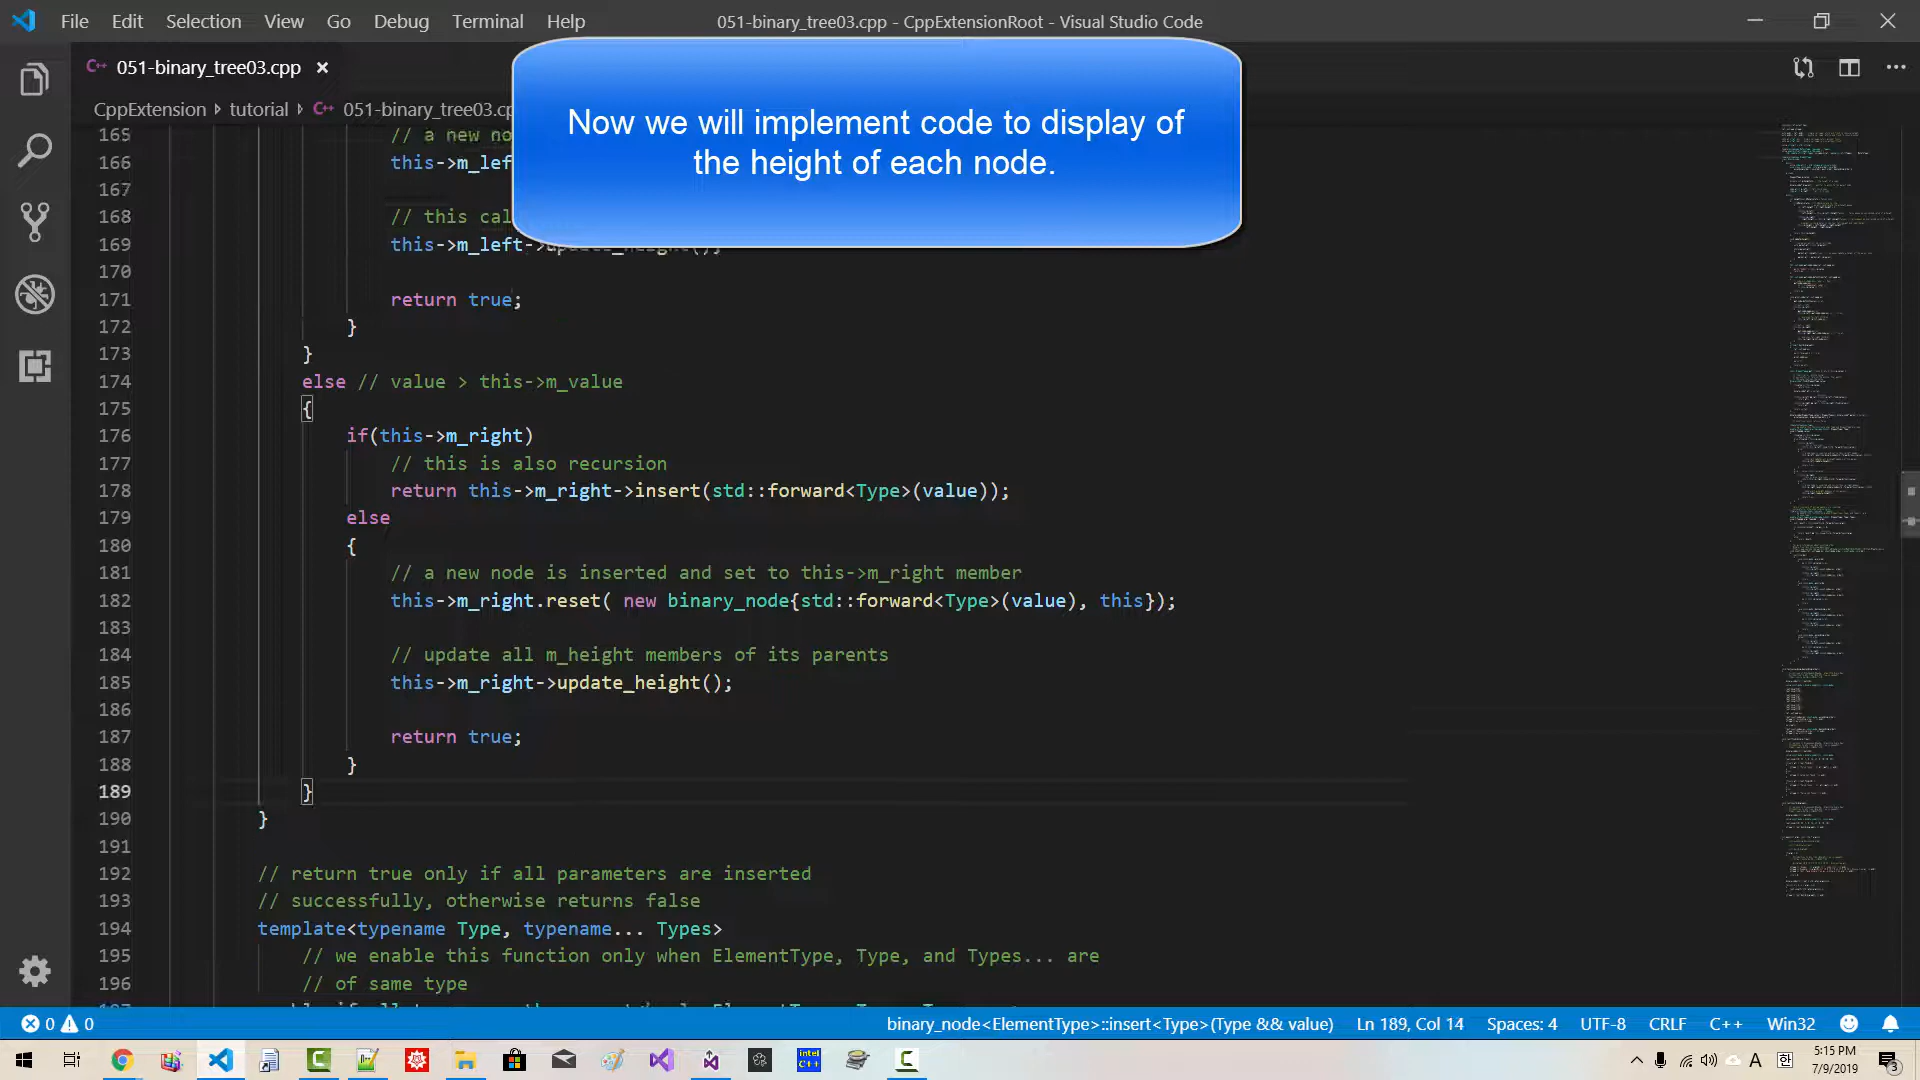 File Edit Selection View Go Debug Terminal Help
051-binary_tree03.cpp - CppExtensionRoot - Visual Studio Code
C++ 051-binary_tree03.cpp
CppExtension tutorial C++ 051-binary_tree03.cp
Now we will implement code to display of
the height of each node.
165 // a new no
166 this->m_lef
167
168 // this cal
169 this->m_left->update_height();
170
171 return true;
172 }
173 }
174 else // value > this->m_value
175 {
176 if(this->m_right)
177 // this is also recursion
178 return this->m_right->insert(std::forward<Type>(value));
179 else
180 {
181 // a new node is inserted and set to this->m_right member
182 this->m_right.reset( new binary_node{std::forward<Type>(value), this});
183
184 // update all m_height members of its parents
185 this->m_right->update_height();
186
187 return true;
188 }
189 }
190 }
191
192 // return true only if all parameters are inserted
193 // successfully, otherwise returns false
194 template<typename Type, typename... Types>
195 // we enable this function only when ElementType, Type, and Types... are
196 // of same type
0 0
binary_node<ElementType>::insert<Type>(Type && value) Ln 189, Col 14 Spaces: 4 UTF-8 CRLF C++ Win32
intel C++
A 한 5:15 PM
7/9/2019
3